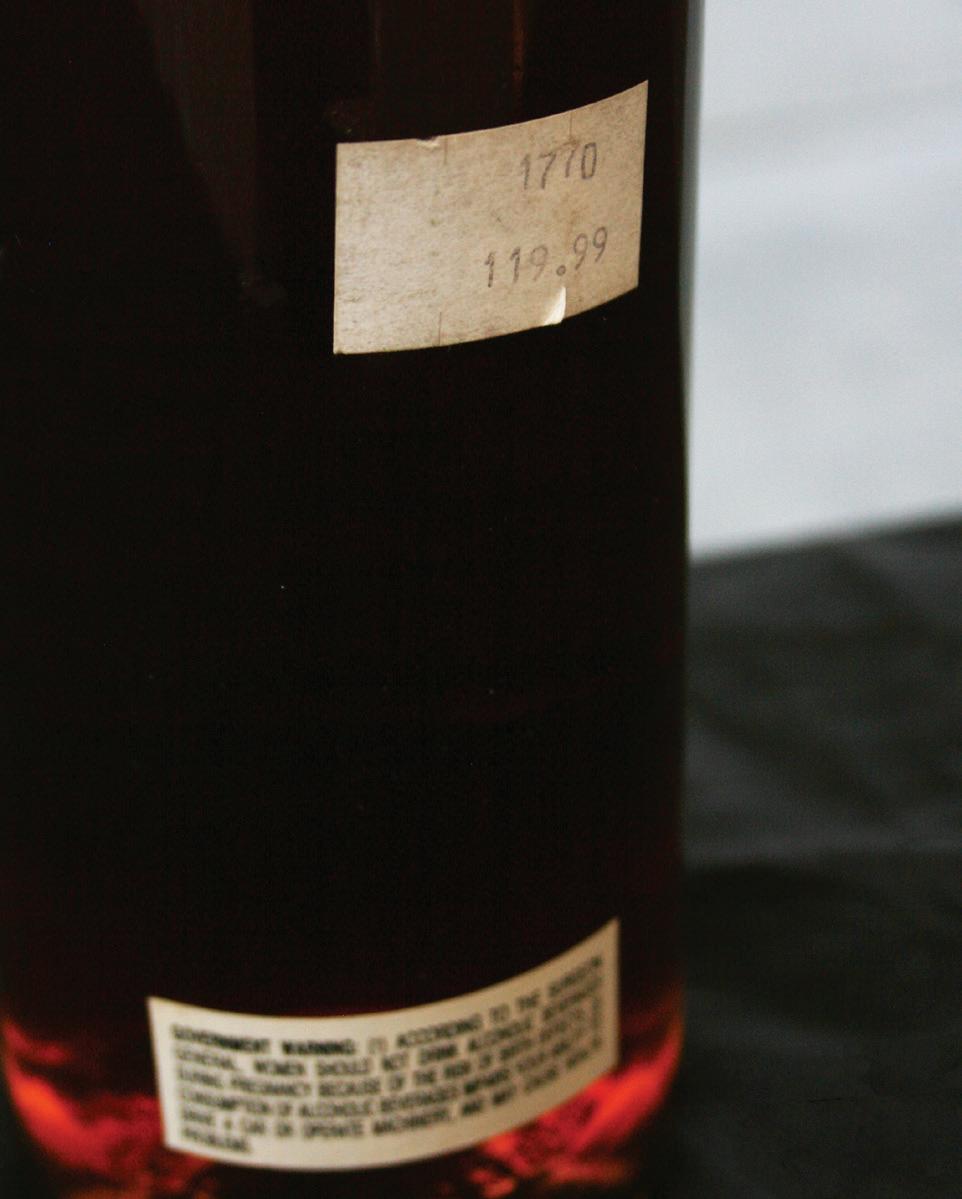 1770
119.99
GOVERNMENT WARNING: (1) ACCORDING TO THE SURGEON
GENERAL, WOMEN SHOULD NOT DRINK ALCOHOLIC BEVERAGES
DURING PREGNANCY BECAUSE OF THE RISK OF BIRTH DEFECTS.
CONSUMPTION OF ALCOHOLIC BEVERAGES IMPAIRS YOUR ABILITY TO
DRIVE A CAR OR OPERATE MACHINERY, AND MAY CAUSE HEALTH
PROBLEMS.